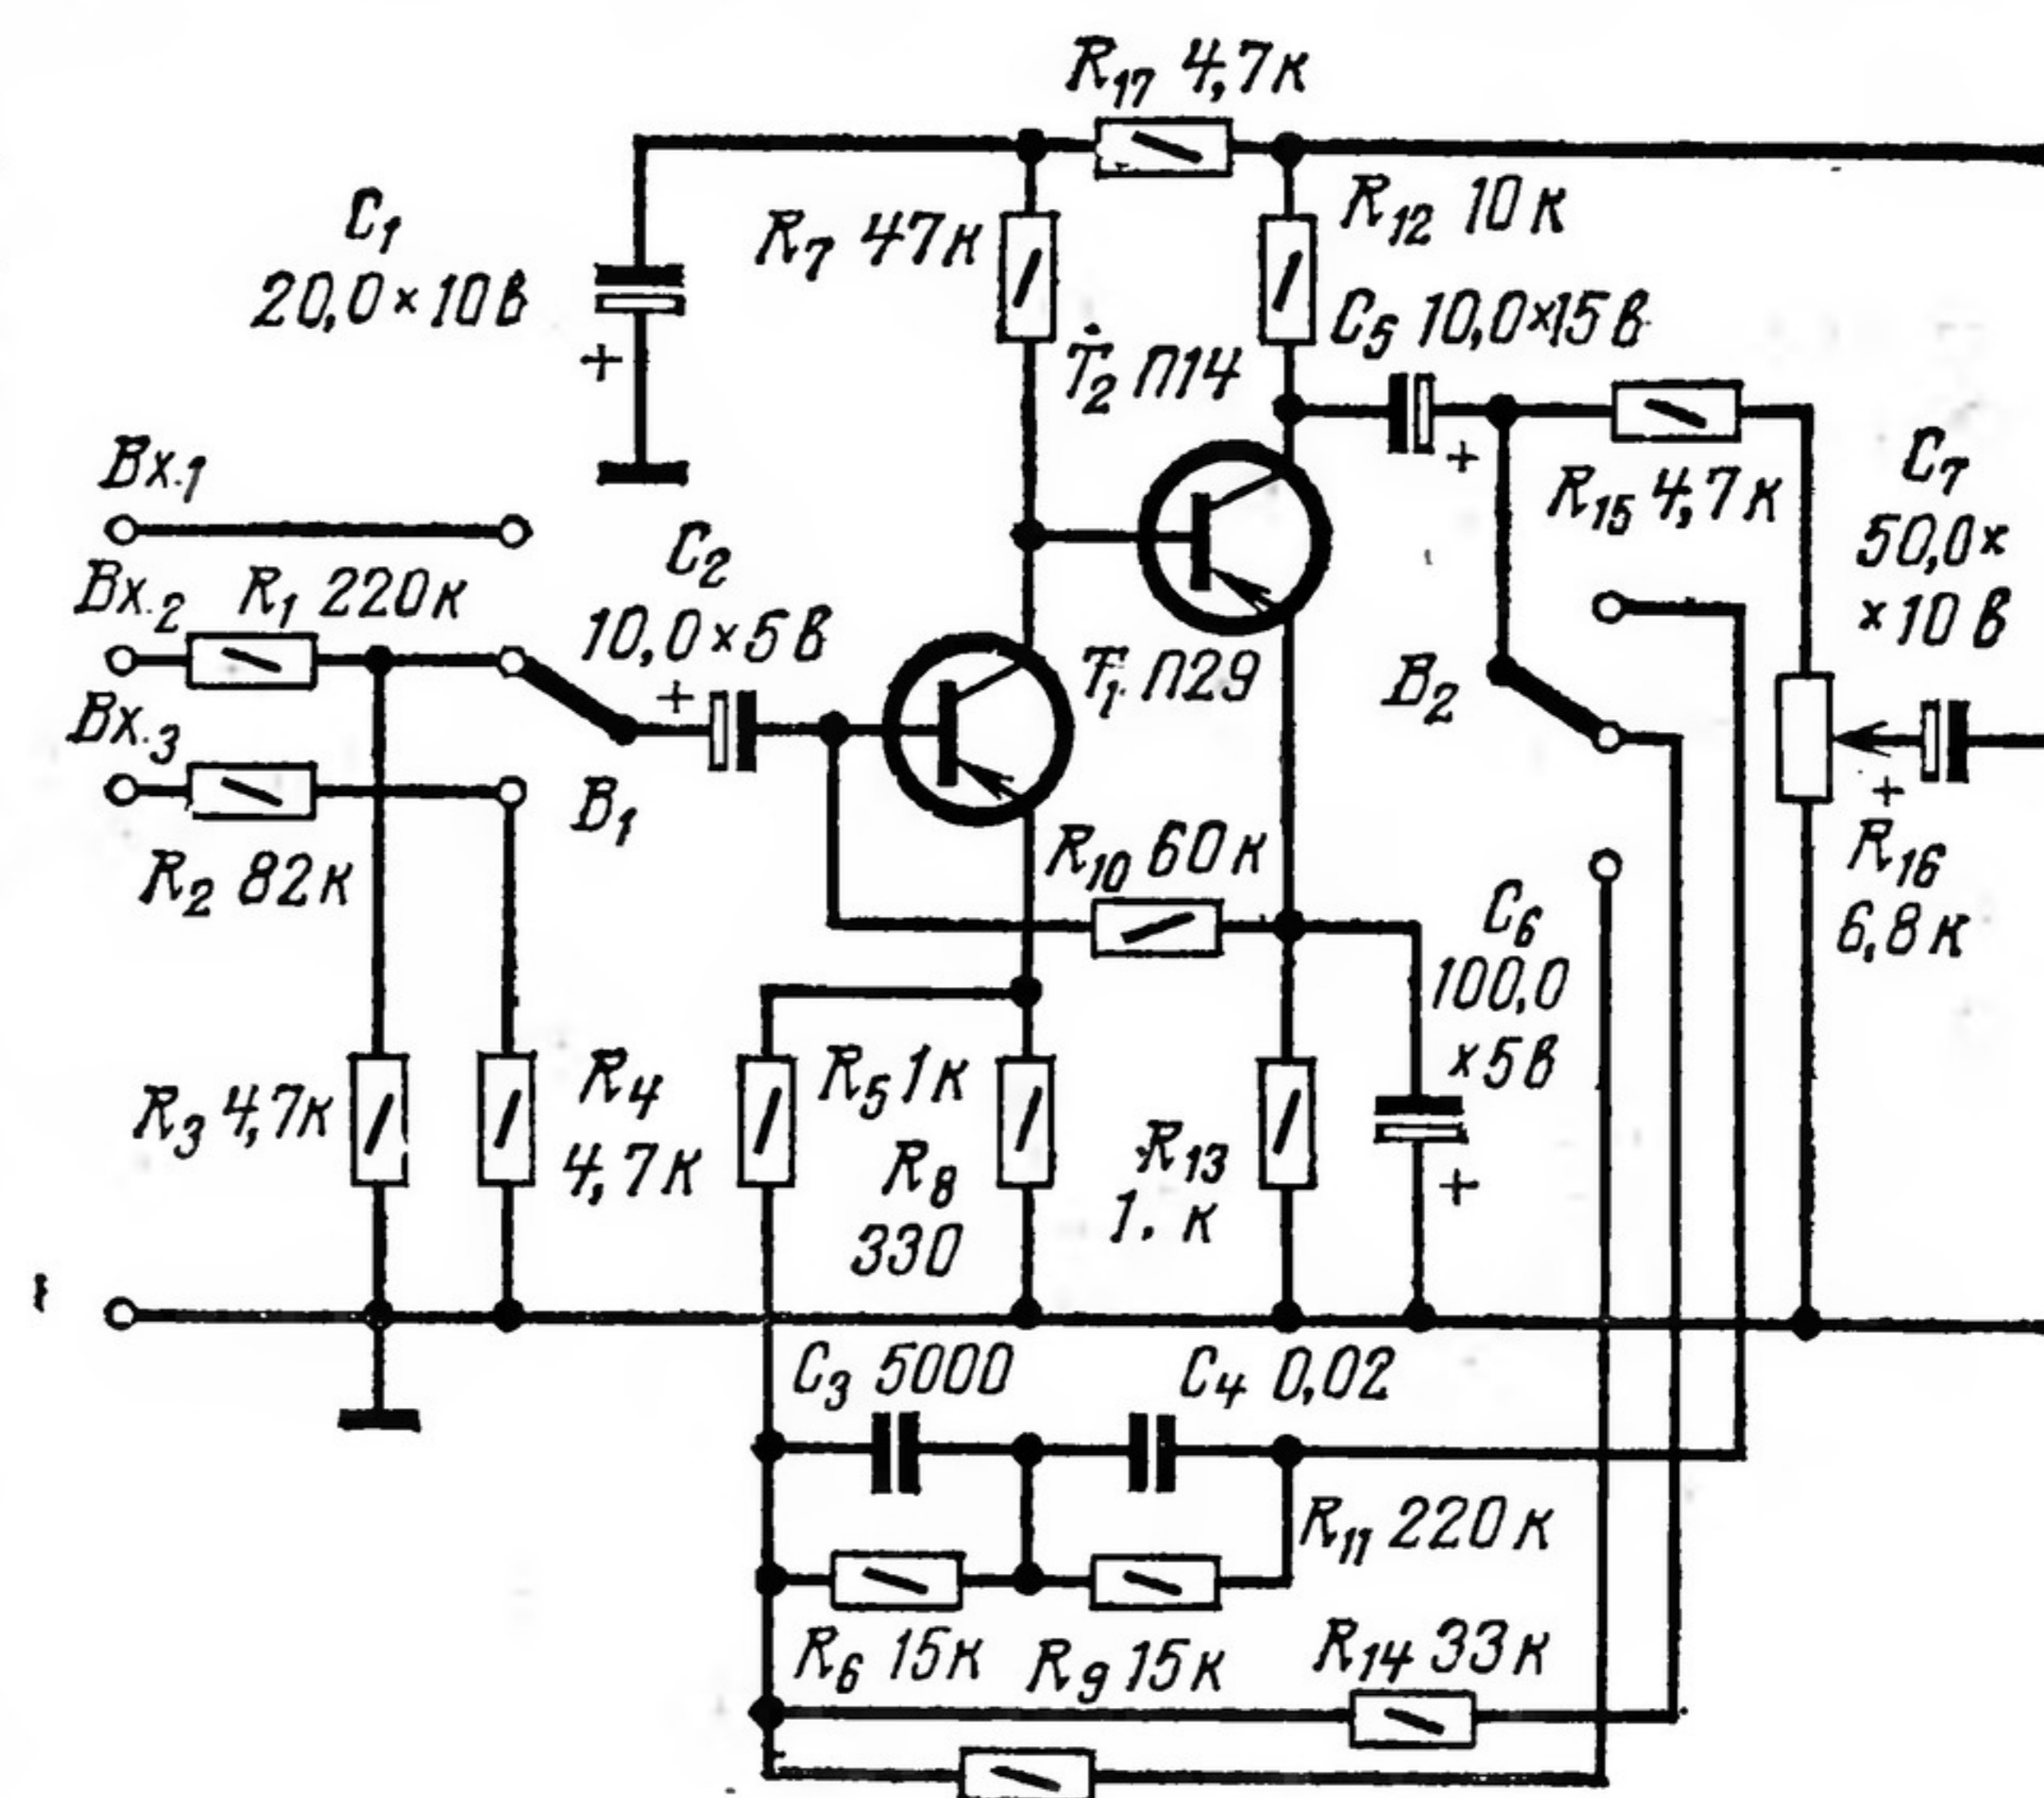 R17 4,7к
C1
20,0×10в
R7 47к
R12 10к
C5 10,0×15в
T2 П14
Вх.1
Вх.2
R1 220к
C2
10,0×5в
T1 П29
R15 4,7к
C7
50,0×
×10в
Вх.3
R2 82к
В1
В2
R10 60к
R16
6,8к
C6
100,0
×5в
R3 4,7к
R4
4,7к
R5 1к
R8
330
R13
1. к
C3 5000
C4 0,02
R11 220к
R6 15к
R9 15к
R14 33к